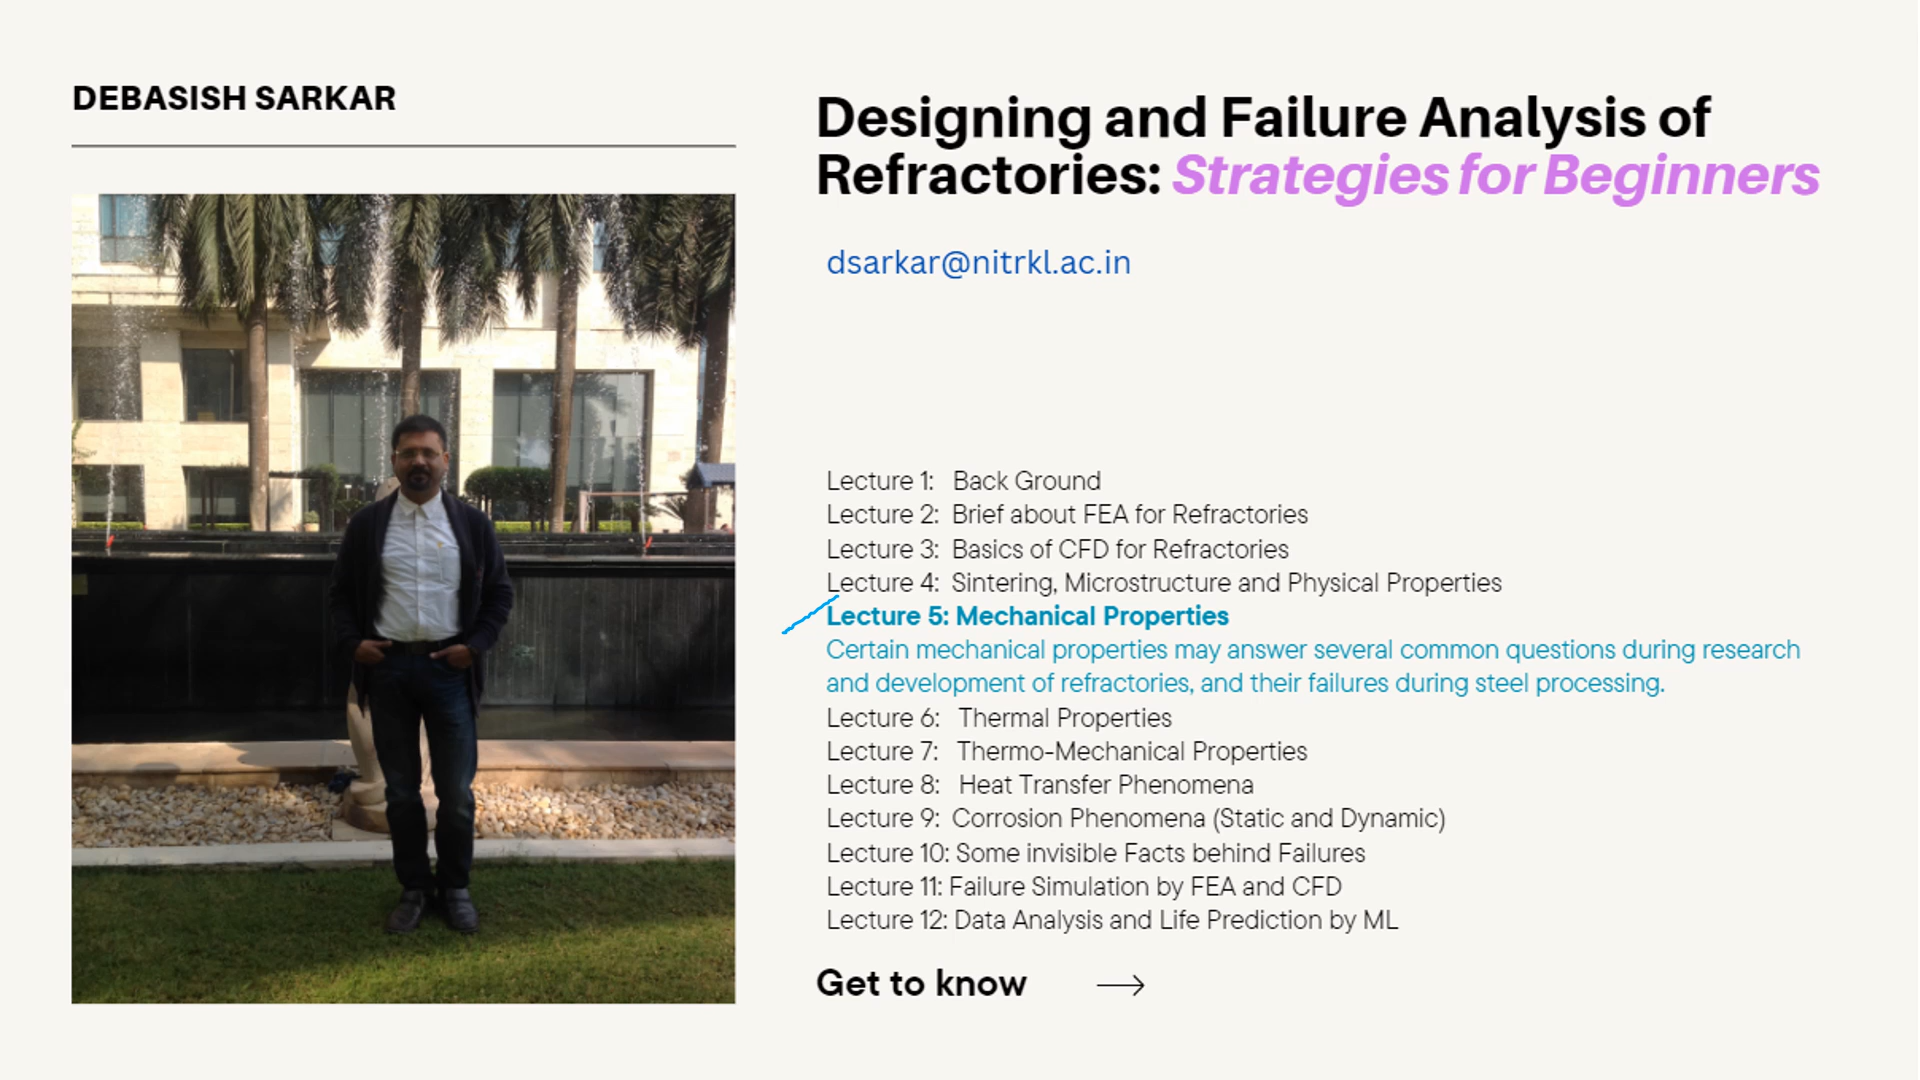 DEBASISH SARKAR
Designing and Failure Analysis of
Refractories: Strategies for Beginners
dsarkar@nitrkl.ac.in
Lecture 1: Back Ground
Lecture 2: Brief about FEA for Refractories
Lecture 3: Basics of CFD for Refractories
Lecture 4: Sintering, Microstructure and Physical Properties
Lecture 5: Mechanical Properties
Certain mechanical properties may answer several common questions during research
and development of refractories, and their failures during steel processing.
Lecture 6: Thermal Properties
Lecture 7: Thermo-Mechanical Properties
Lecture 8: Heat Transfer Phenomena
Lecture 9: Corrosion Phenomena (Static and Dynamic)
Lecture 10: Some invisible Facts behind Failures
Lecture 11: Failure Simulation by FEA and CFD
Lecture 12: Data Analysis and Life Prediction by ML
Get to know